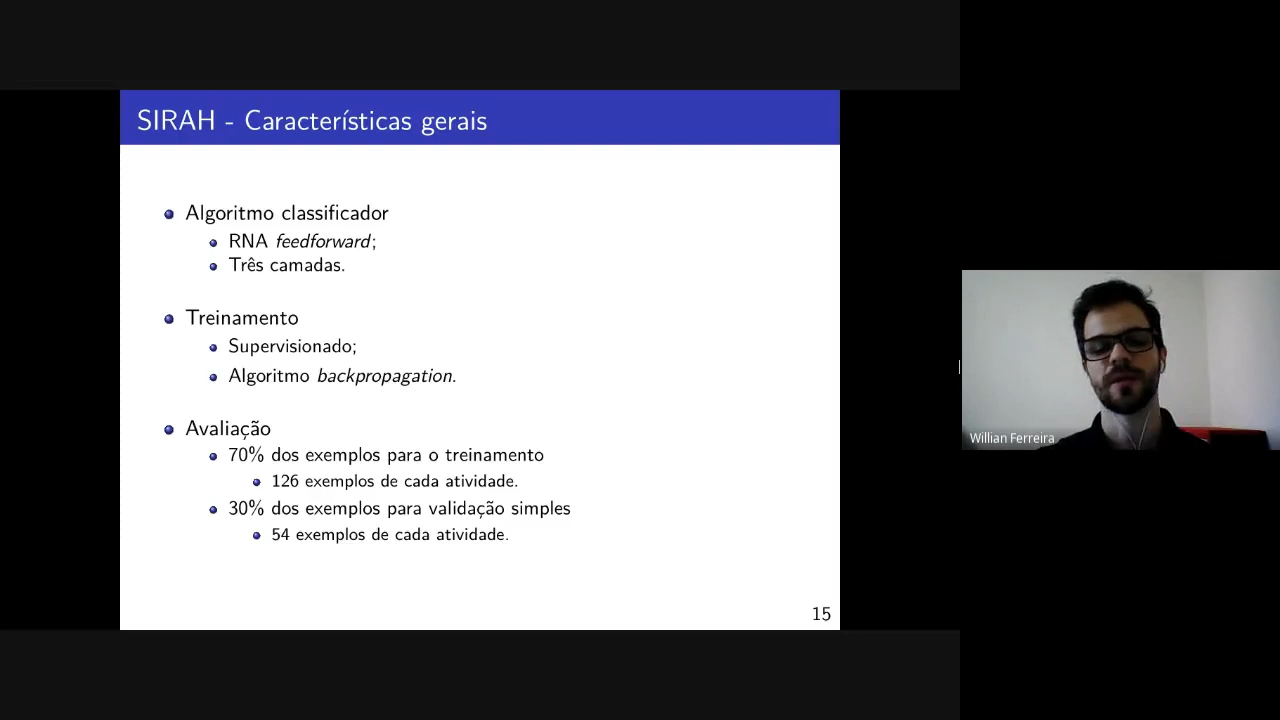 SIRAH - Características gerais
Algoritmo classificador
RNA feedforward;
Três camadas.
Treinamento
Supervisionado;
Algoritmo backpropagation.
Avaliação
70% dos exemplos para o treinamento
126 exemplos de cada atividade.
30% dos exemplos para validação simples
54 exemplos de cada atividade.
15
Willian Ferreira